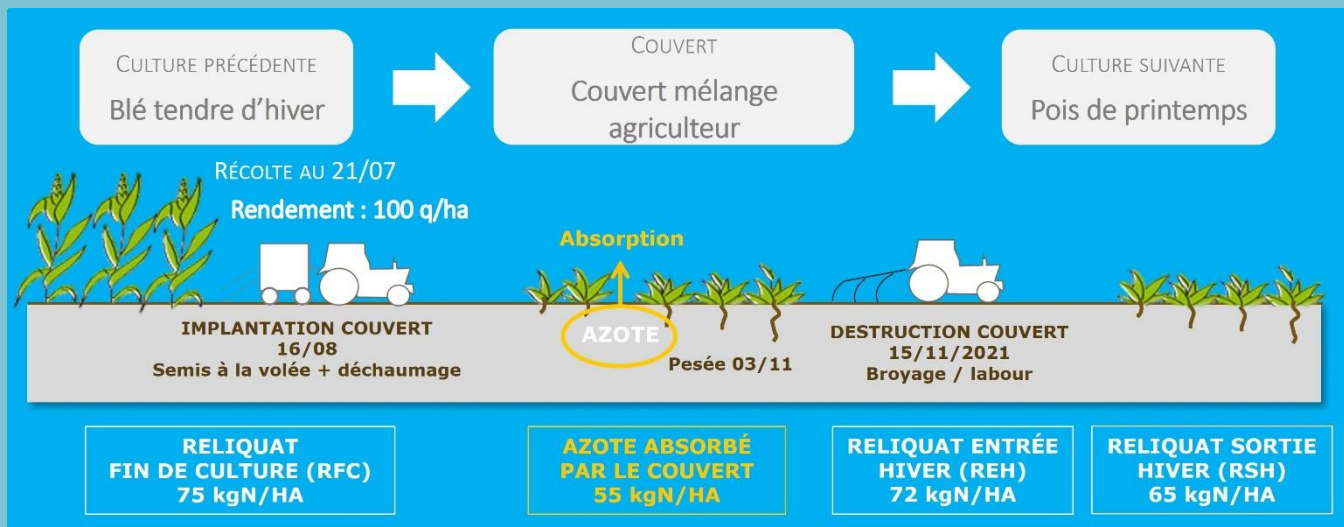 CULTURE PRÉCÉDENTE
Blé tendre d'hiver
COUVERT
Couvert mélange
agriculteur
CULTURE SUIVANTE
Pois de printemps
RÉCOLTE AU 21/07
Rendement : 100 q/ha
Absorption
AZOTE
IMPLANTATION COUVERT
16/08
Semis à la volée + déchaumage
Pesée 03/11
DESTRUCTION COUVERT
15/11/2021
Broyage / labour
RELIQUAT
FIN DE CULTURE (RFC)
75 kgN/HA
AZOTE ABSORBÉ
PAR LE COUVERT
55 kgN/HA
RELIQUAT ENTRÉE
HIVER (REH)
72 kgN/HA
RELIQUAT SORTIE
HIVER (RSH)
65 kgN/HA